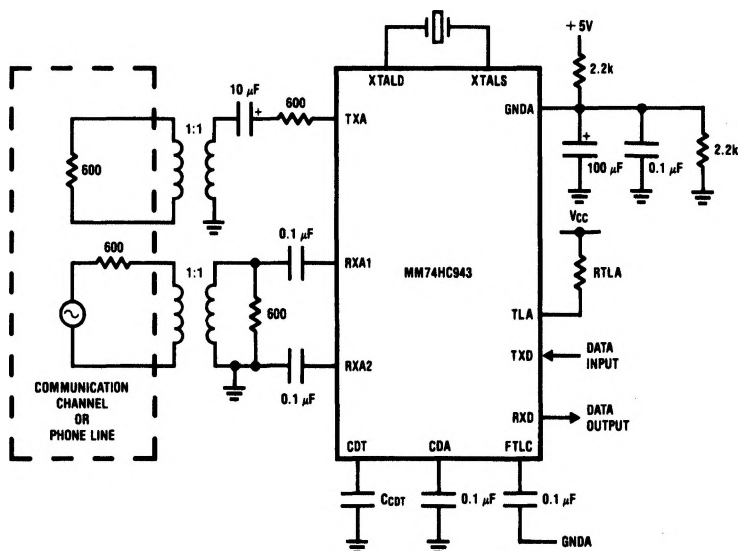 + 5V
2.2k
XTALD
XTALS
10 µF
+
600
TXA
GNDA
1:1
600
+
100 µF
0.1 µF
2.2k
VCC
0.1 µF
RXA1
MM74HC943
RTLA
600
1:1
600
TLA
TXD
DATA
INPUT
RXA2
0.1 µF
COMMUNICATION
CHANNEL
OR
PHONE LINE
RXD
DATA
OUTPUT
CDT
CDA
FTLC
CCDT
0.1 µF
0.1 µF
GNDA